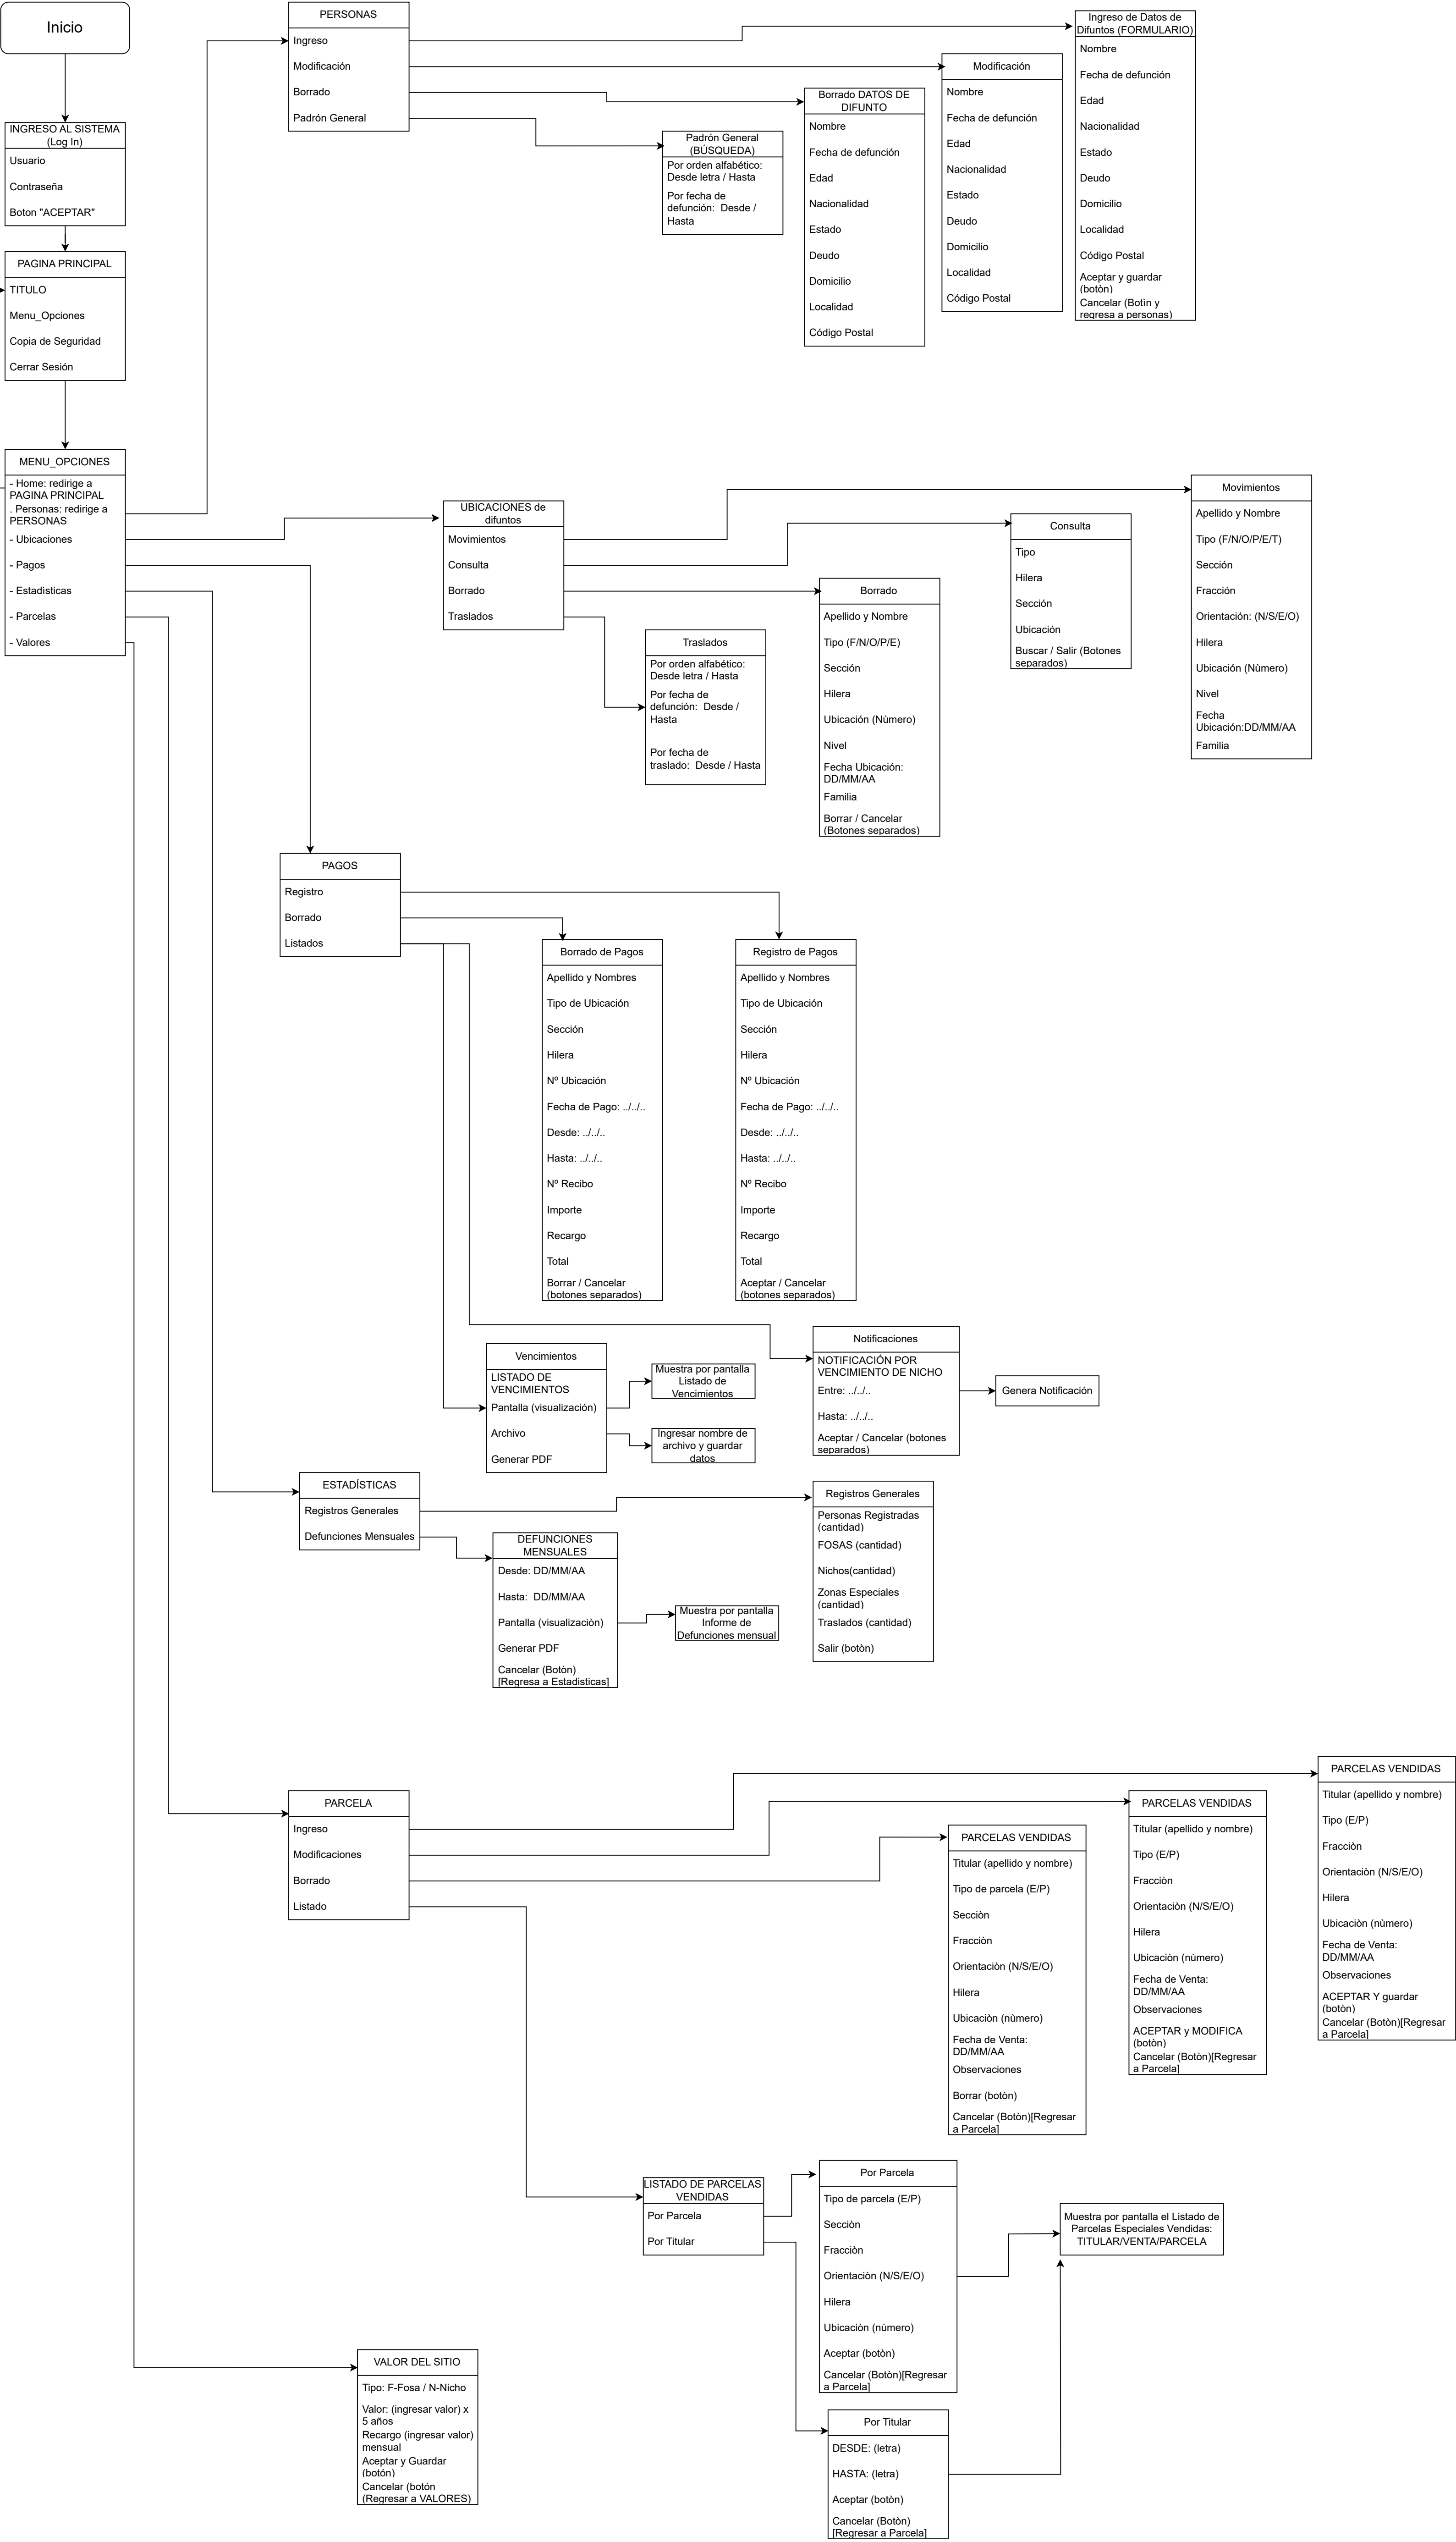 Inicio
INGRESO AL SISTEMA
(Log In)
Usuario
Contraseña
Boton "ACEPTAR"
PAGINA PRINCIPAL
TITULO
Menu_Opciones
Copia de Seguridad
Cerrar Sesión
MENU_OPCIONES
- Home: redirige a
PAGINA PRINCIPAL
. Personas: redirige a
PERSONAS
- Ubicaciones
- Pagos
- Estadìsticas
- Parcelas
- Valores
PERSONAS
Ingreso
Modificación
Borrado
Padrón General
Padrón General
(BÚSQUEDA)
Por orden alfabético:
Desde letra / Hasta
Por fecha de
defunción:  Desde /
Hasta
Borrado DATOS DE
DIFUNTO
Nombre
Fecha de defunción
Edad
Nacionalidad
Estado
Deudo
Domicilio
Localidad
Código Postal
Modificación
Nombre
Fecha de defunción
Edad
Nacionalidad
Estado
Deudo
Domicilio
Localidad
Código Postal
Ingreso de Datos de
Difuntos (FORMULARIO)
Nombre
Fecha de defunción
Edad
Nacionalidad
Estado
Deudo
Domicilio
Localidad
Código Postal
Aceptar y guardar
(botòn)
Cancelar (Botìn y
regresa a personas)
UBICACIONES de
difuntos
Movimientos
Consulta
Borrado
Traslados
Traslados
Por orden alfabético:
Desde letra / Hasta
Por fecha de
defunción:  Desde /
Hasta
Por fecha de
traslado:  Desde / Hasta
Borrado
Apellido y Nombre
Tipo (F/N/O/P/E)
Sección
Hilera
Ubicación (Nùmero)
Nivel
Fecha Ubicación:
DD/MM/AA
Familia
Borrar / Cancelar
(Botones separados)
Consulta
Tipo
Hilera
Sección
Ubicación
Buscar / Salir (Botones
separados)
Movimientos
Apellido y Nombre
Tipo (F/N/O/P/E/T)
Sección
Fracción
Orientación: (N/S/E/O)
Hilera
Ubicación (Nùmero)
Nivel
Fecha
Ubicación:DD/MM/AA
Familia
PAGOS
Registro
Borrado
Listados
Borrado de Pagos
Apellido y Nombres
Tipo de Ubicación
Sección
Hilera
Nº Ubicación
Fecha de Pago: ../../..
Desde: ../../..
Hasta: ../../..
Nº Recibo
Importe
Recargo
Total
Borrar / Cancelar
(botones separados)
Registro de Pagos
Apellido y Nombres
Tipo de Ubicación
Sección
Hilera
Nº Ubicación
Fecha de Pago: ../../..
Desde: ../../..
Hasta: ../../..
Nº Recibo
Importe
Recargo
Total
Aceptar / Cancelar
(botones separados)
Vencimientos
LISTADO DE
VENCIMIENTOS
Pantalla (visualización)
Archivo
Generar PDF
Muestra por pantalla
Listado de
Vencimientos
Ingresar nombre de
archivo y guardar
datos
Notificaciones
NOTIFICACIÓN POR
VENCIMIENTO DE NICHO
Entre: ../../..
Hasta: ../../..
Aceptar / Cancelar (botones
separados)
Genera Notificación
ESTADÍSTICAS
Registros Generales
Defunciones Mensuales
DEFUNCIONES
MENSUALES
Desde: DD/MM/AA
Hasta:  DD/MM/AA
Pantalla (visualizaciòn)
Generar PDF
Cancelar (Botòn)
[Regresa a Estadisticas]
Muestra por pantalla
Informe de
Defunciones mensual
Registros Generales
Personas Registradas
(cantidad)
FOSAS (cantidad)
Nichos(cantidad)
Zonas Especiales
(cantidad)
Traslados (cantidad)
Salir (botòn)
PARCELA
Ingreso
Modificaciones
Borrado
Listado
PARCELAS VENDIDAS
Titular (apellido y nombre)
Tipo de parcela (E/P)
Secciòn
Fracciòn
Orientaciòn (N/S/E/O)
Hilera
Ubicaciòn (nùmero)
Fecha de Venta:
DD/MM/AA
Observaciones
Borrar (botòn)
Cancelar (Botòn)[Regresar
a Parcela]
PARCELAS VENDIDAS
Titular (apellido y nombre)
Tipo (E/P)
Fracciòn
Orientaciòn (N/S/E/O)
Hilera
Ubicaciòn (nùmero)
Fecha de Venta:
DD/MM/AA
Observaciones
ACEPTAR y MODIFICA
(botòn)
Cancelar (Botòn)[Regresar
a Parcela]
PARCELAS VENDIDAS
Titular (apellido y nombre)
Tipo (E/P)
Fracciòn
Orientaciòn (N/S/E/O)
Hilera
Ubicaciòn (nùmero)
Fecha de Venta:
DD/MM/AA
Observaciones
ACEPTAR Y guardar
(botòn)
Cancelar (Botòn)[Regresar
a Parcela]
LISTADO DE PARCELAS
VENDIDAS
Por Parcela
Por Titular
Por Parcela
Tipo de parcela (E/P)
Secciòn
Fracciòn
Orientaciòn (N/S/E/O)
Hilera
Ubicaciòn (nùmero)
Aceptar (botòn)
Cancelar (Botòn)[Regresar
a Parcela]
Muestra por pantalla el Listado de
Parcelas Especiales Vendidas:
TITULAR/VENTA/PARCELA
Por Titular
DESDE: (letra)
HASTA: (letra)
Aceptar (botòn)
Cancelar (Botòn)
[Regresar a Parcela]
VALOR DEL SITIO
Tipo: F-Fosa / N-Nicho
Valor: (ingresar valor) x
5 años
Recargo (ingresar valor)
mensual
Aceptar y Guardar
(botón)
Cancelar (botón
(Regresar a VALORES)